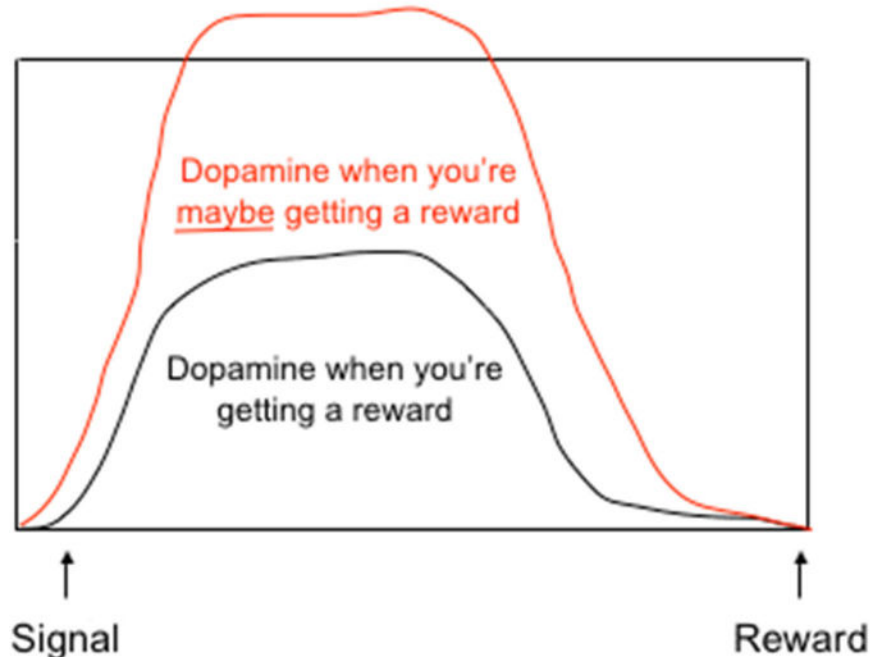 Dopamine when you're
maybe getting a reward
Dopamine when you're
getting a reward
Signal
Reward